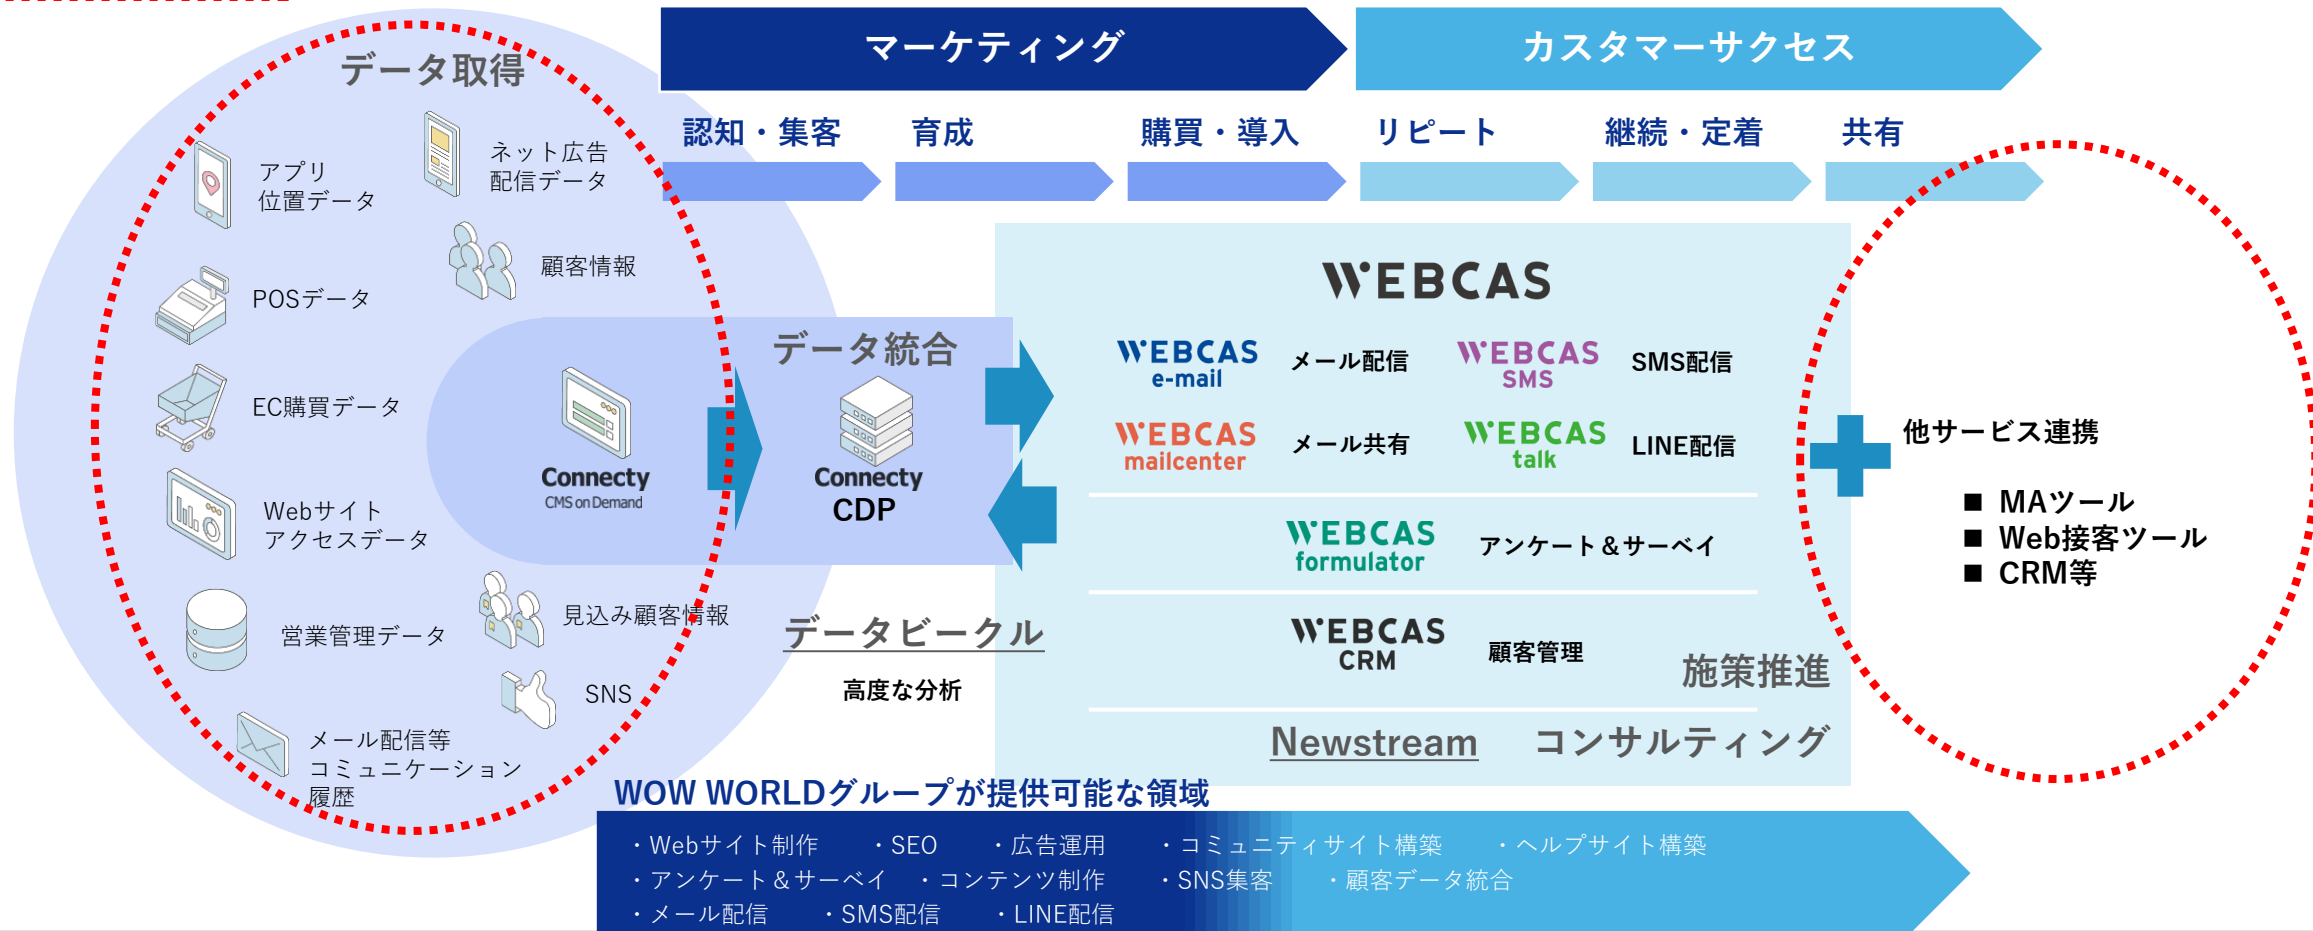 マーケティング
カスタマーサクセス
認知・集客
育成
購買・導入
リピート
継続・定着
共有
データ取得
アプリ
位置データ
ネット広告
配信データ
顧客情報
POSデータ
EC購買データ
Webサイト
アクセスデータ
営業管理データ
見込み顧客情報
SNS
メール配信等
コミュニケーション
履歴
Connecty
CMS on Demand
データ統合
Connecty
CDP
データビークル
高度な分析
WEBCAS
WEBCAS
e-mail
メール配信
WEBCAS
SMS
SMS配信
WEBCAS
mailcenter
メール共有
WEBCAS
talk
LINE配信
WEBCAS
formulator
アンケート＆サーベイ
WEBCAS
CRM
顧客管理
施策推進
Newstream
コンサルティング
他サービス連携
■ MAツール
■ Web接客ツール
■ CRM等
WOW WORLDグループが提供可能な領域
・Webサイト制作 ・SEO ・広告運用 ・コミュニティサイト構築 ・ヘルプサイト構築
・アンケート＆サーベイ ・コンテンツ制作 ・SNS集客 ・顧客データ統合
・メール配信 ・SMS配信 ・LINE配信